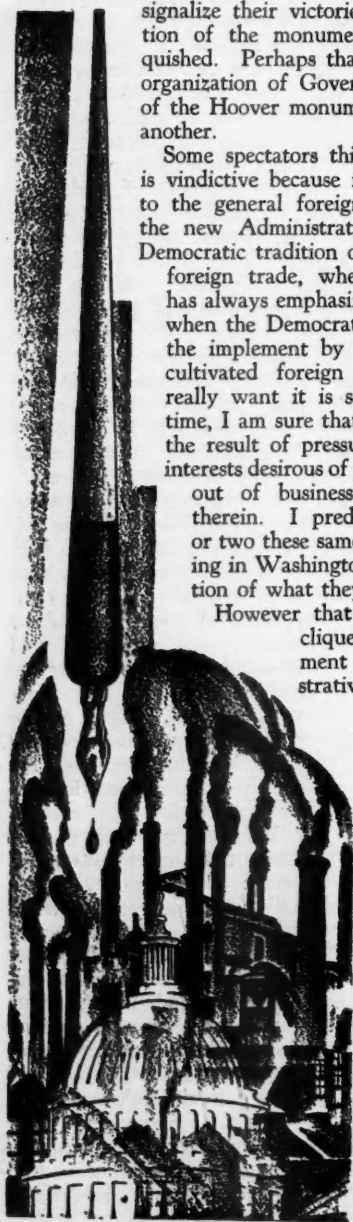 signalize their victorie
tion of the monume
quished. Perhaps tha
organization of Gover
of the Hoover monum
another.
Some spectators thi
is vindictive because
to the general foreign
the new Administrat
Democratic tradition o
foreign trade, whe
has always emphasi
when the Democrat
the implement by
cultivated foreign
really want it is s
time, I am sure that
the result of pressu
interests desirous of
out of business
therein. I pred
or two these same
ing in Washingto
tion of what they
However that
clique
ment
strativ